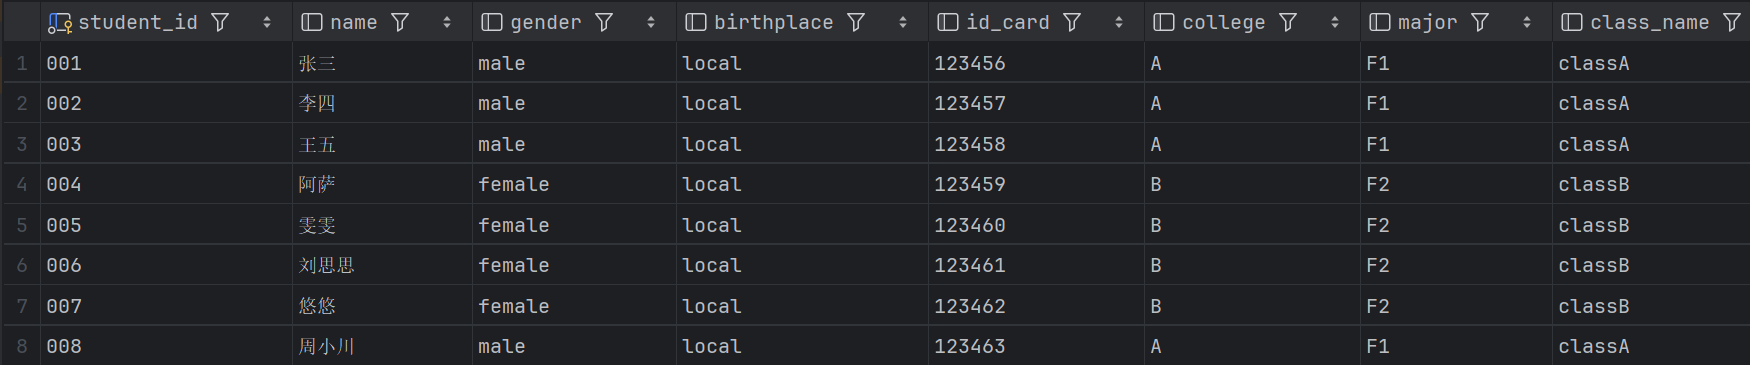 student_id name gender birthplace id_card college major class_name
1 001 张三 male local 123456 A F1 classA
2 002 李四 male local 123457 A F1 classA
3 003 王五 male local 123458 A F1 classA
4 004 阿萨 female local 123459 B F2 classB
5 005 雯雯 female local 123460 B F2 classB
6 006 刘思思 female local 123461 B F2 classB
7 007 悠悠 female local 123462 B F2 classB
8 008 周小川 male local 123463 A F1 classA